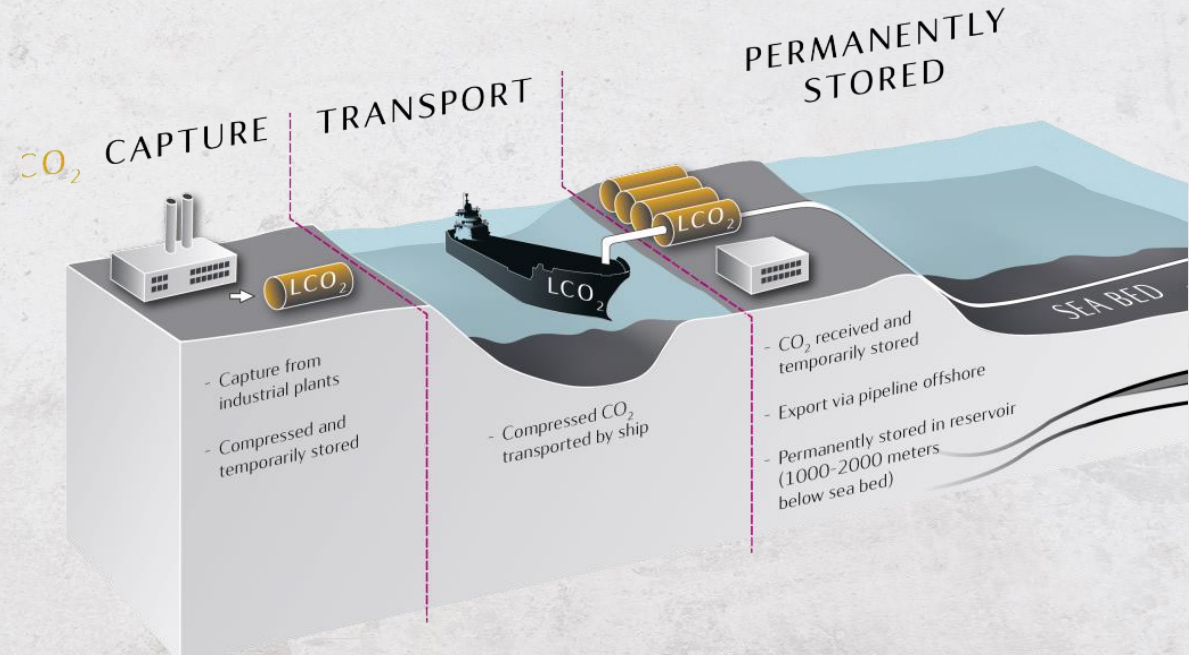 CO₂ CAPTURE
TRANSPORT
PERMANENTLY
STORED
LCO₂
LCO₂
LCO₂
SEA BED
- Capture from
industrial plants
- Compressed and
temporarily stored
- Compressed CO₂
transported by ship
- CO₂ received and
temporarily stored
- Export via pipeline offshore
- Permanently stored in reservoir
(1000-2000 meters
below sea bed)